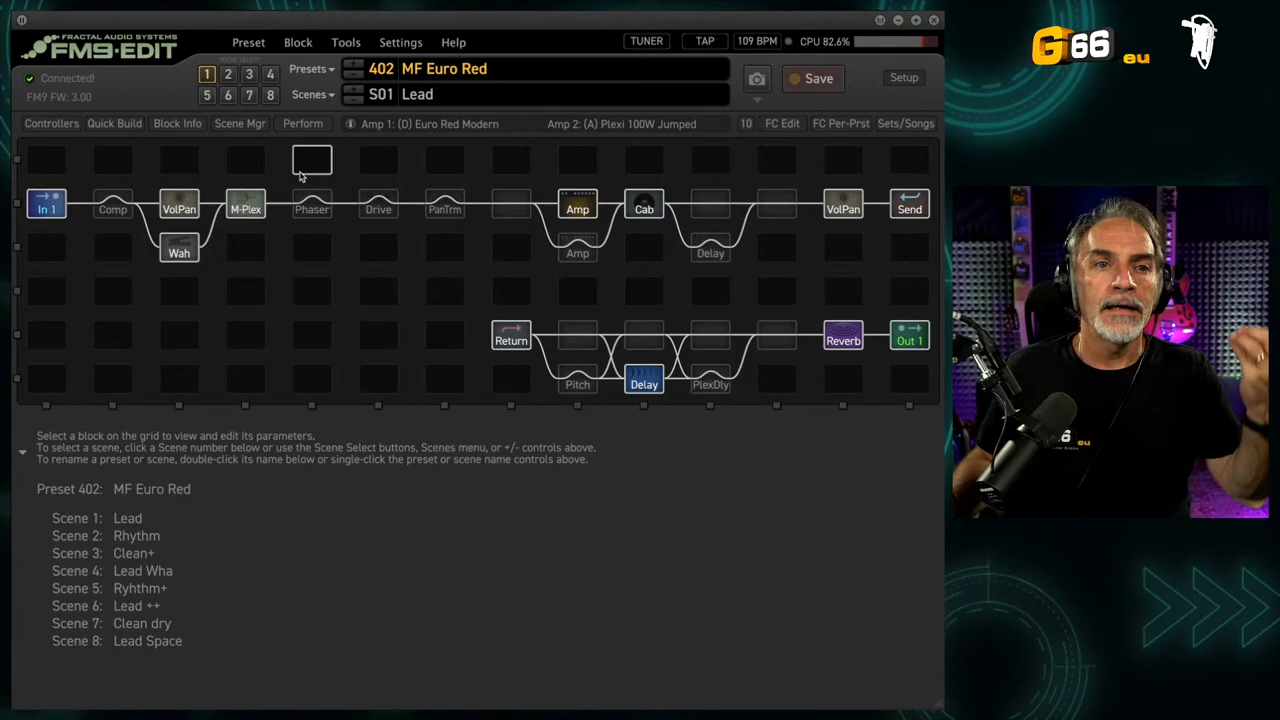 FRACTAL AUDIO SYSTEMS
FM9-EDIT
Preset Block Tools Settings Help
TUNER TAP 109 BPM CPU 82.6%
Connected!
FM9 FW: 3.00
SCENE SELECT
1 2 3 4
5 6 7 8
Presets 402 MF Euro Red
Scenes S01 Lead
Save Setup
Controllers Quick Build Block Info Scene Mgr Perform
Amp 1: (D) Euro Red Modern Amp 2: (A) Plexi 100W Jumped
10 FC Edit FC Per-Prst Sets/Songs
In 1 Comp VolPan M-Plex Phaser Drive PanTrm Amp Cab VolPan Send
Wah Amp Delay
Return Reverb Out 1
Pitch Delay PlexDly
Select a block on the grid to view and edit its parameters.
To select a scene, click a Scene number below or use the Scene Select buttons, Scenes menu, or +/- controls above.
To rename a preset or scene, double-click its name below or single-click the preset or scene name controls above.
Preset 402: MF Euro Red
Scene 1: Lead
Scene 2: Rhythm
Scene 3: Clean+
Scene 4: Lead Wha
Scene 5: Ryhthm+
Scene 6: Lead ++
Scene 7: Clean dry
Scene 8: Lead Space
G66 eu